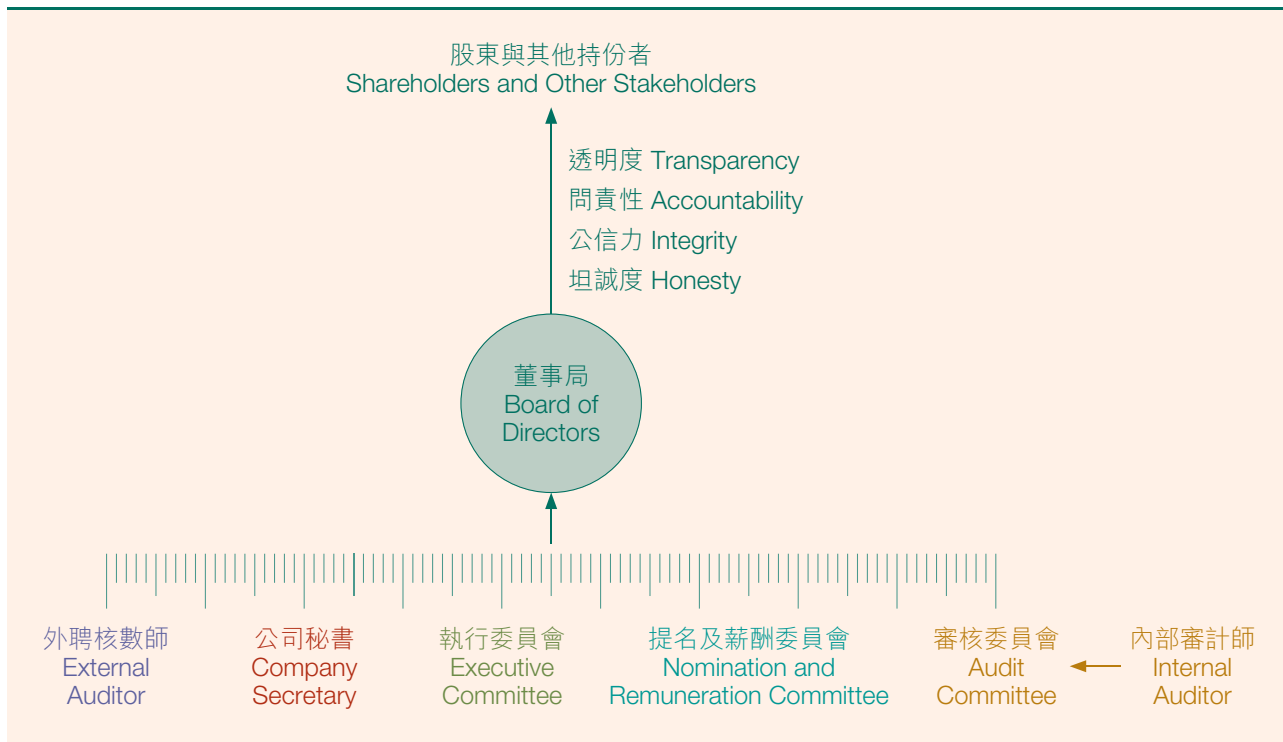 股東與其他持份者
Shareholders and Other Stakeholders
透明度 Transparency
問責性 Accountability
公信力 Integrity
坦誠度 Honesty
董事局
Board of
Directors
外聘核數師
External
Auditor
公司秘書
Company
Secretary
執行委員會
Executive
Committee
提名及薪酬委員會
Nomination and
Remuneration Committee
審核委員會
Audit
Committee
內部審計師
Internal
Auditor